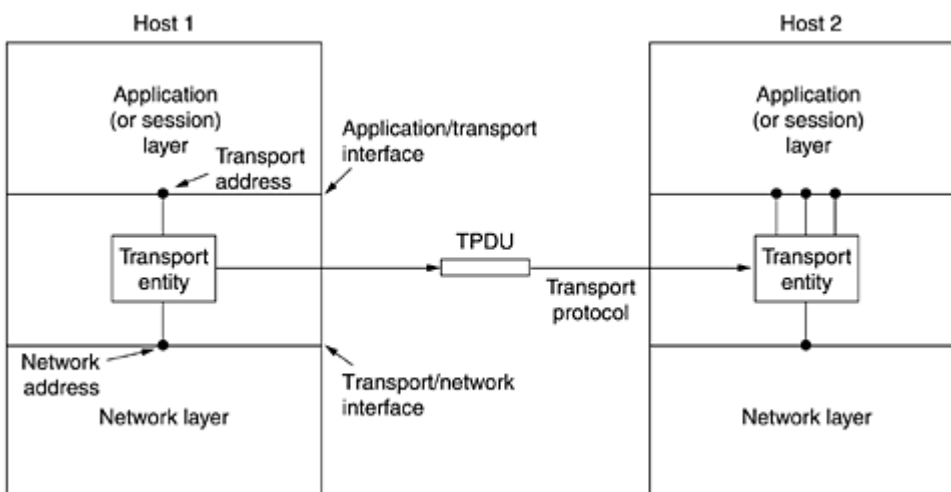 Host 1
Host 2
Application
(or session)
layer
Application/transport
interface
Application
(or session)
layer
Transport
address
TPDU
Transport
entity
Transport
protocol
Transport
entity
Network
address
Transport/network
interface
Network layer
Network layer